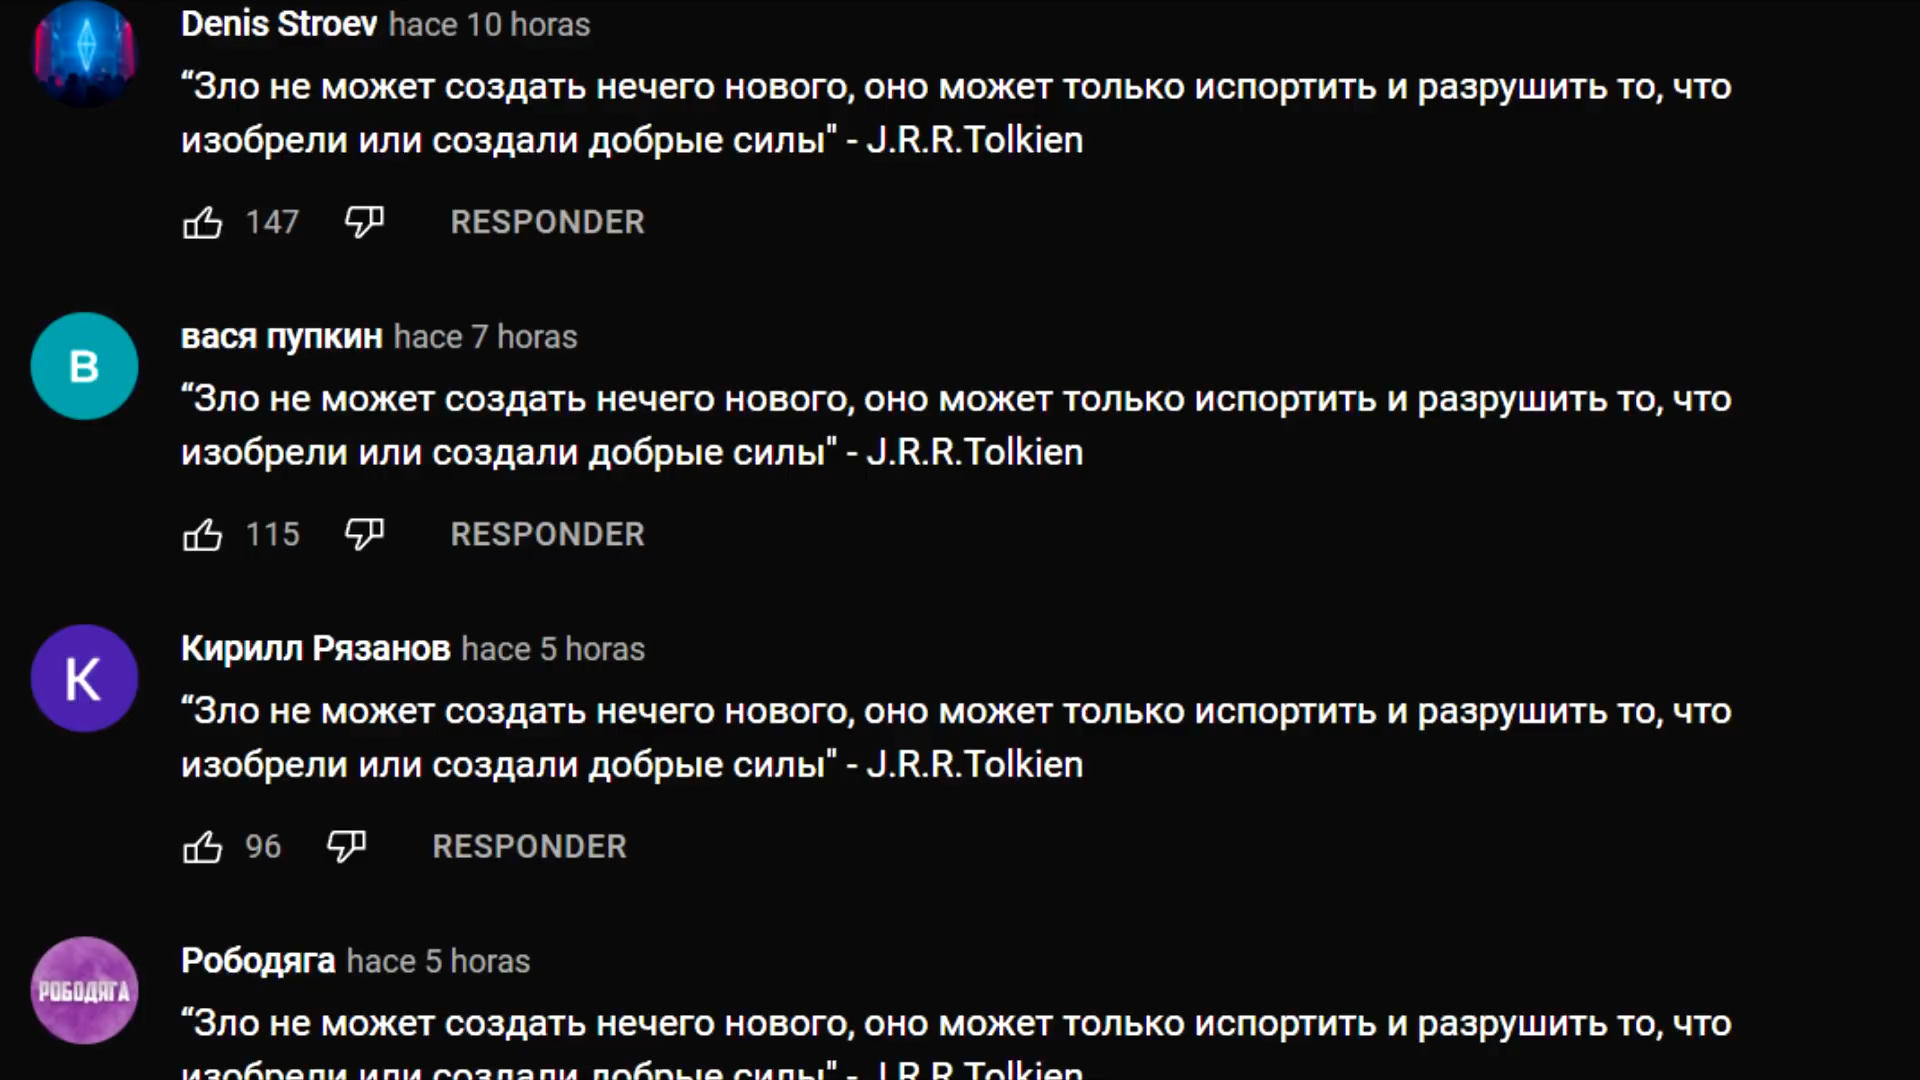 Denis Stroev hace 10 horas
“Зло не может создать нечего нового, оно может только испортить и разрушить то, что
изобрели или создали добрые силы" - J.R.R.Tolkien
147 RESPONDER
В
вася пупкин hace 7 horas
“Зло не может создать нечего нового, оно может только испортить и разрушить то, что
изобрели или создали добрые силы" - J.R.R.Tolkien
115 RESPONDER
К
Кирилл Рязанов hace 5 horas
“Зло не может создать нечего нового, оно может только испортить и разрушить то, что
изобрели или создали добрые силы" - J.R.R.Tolkien
96 RESPONDER
РОБОДЯГА
Рободяга hace 5 horas
“Зло не может создать нечего нового, оно может только испортить и разрушить то, что
изобрели или создали добрые силы" - J.R.R.Tolkien